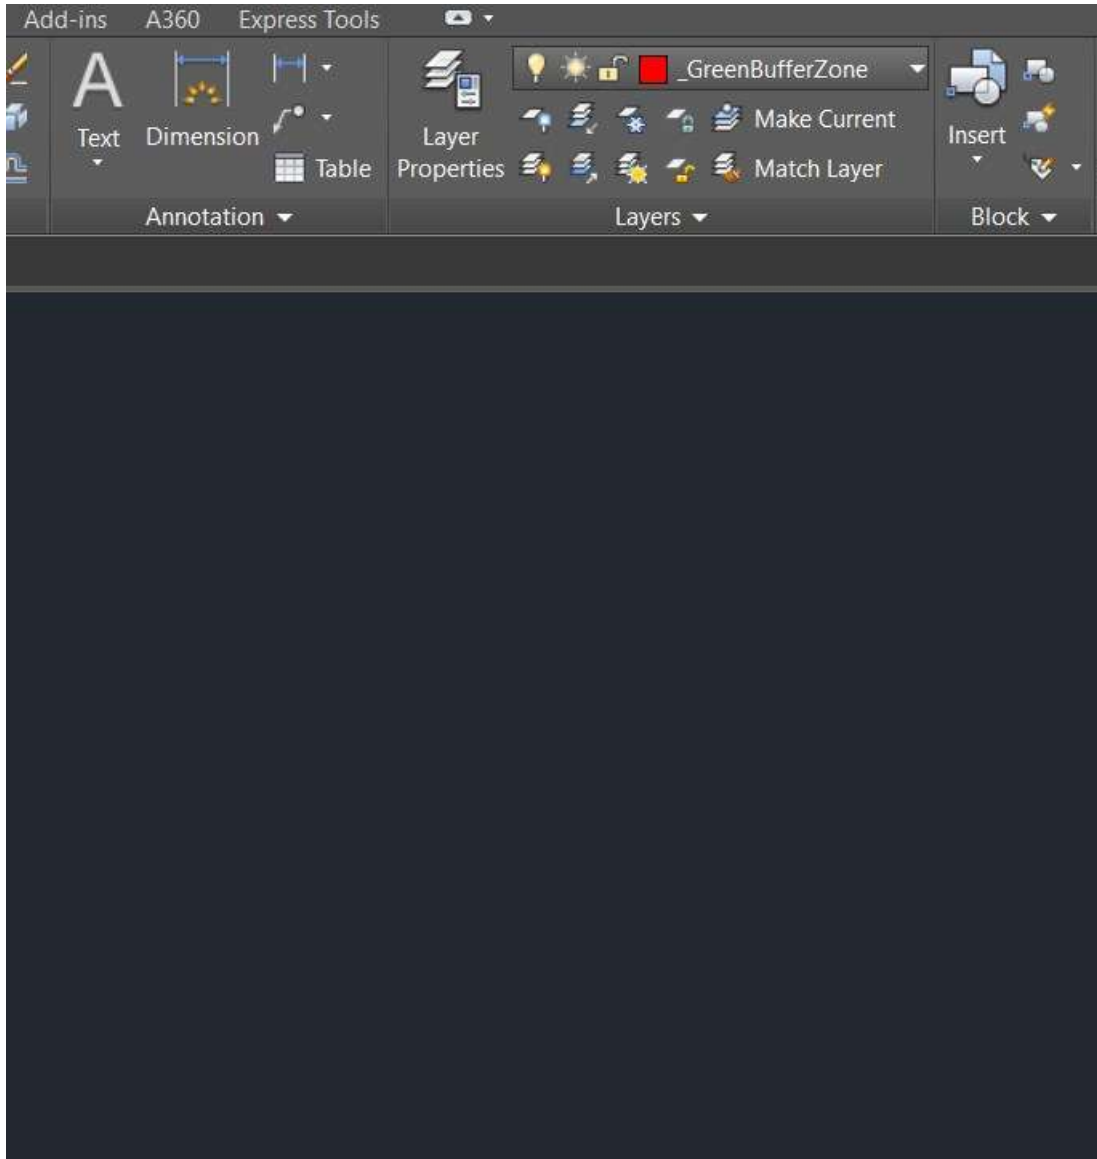 Add-ins A360 Express Tools
_GreenBufferZone
Text Dimension Layer Make Current Insert
Table Properties Match Layer
Annotation Layers Block